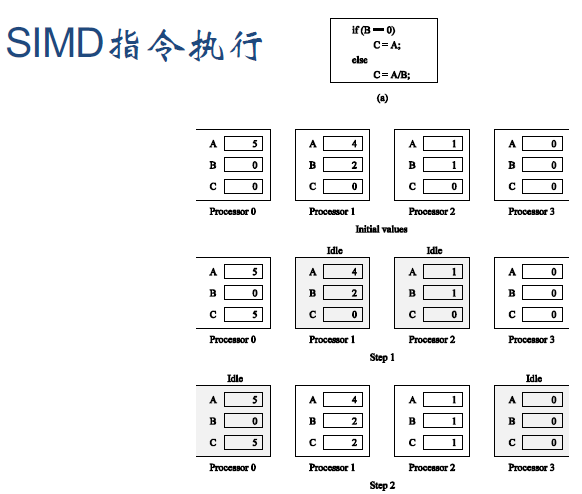 SIMD指令执行
if (B == 0)
C = A;
else
C = A/B;
(a)
A 5 A 4 A 1 A 0
B 0 B 2 B 1 B 0
C 0 C 0 C 0 C 0
Processor 0 Processor 1 Processor 2 Processor 3
Initial values
Idle Idle
A 5 A 4 A 1 A 0
B 0 B 2 B 1 B 0
C 5 C 0 C 0 C 0
Processor 0 Processor 1 Processor 2 Processor 3
Step 1
Idle Idle
A 5 A 4 A 1 A 0
B 0 B 2 B 1 B 0
C 5 C 2 C 1 C 0
Processor 0 Processor 1 Processor 2 Processor 3
Step 2